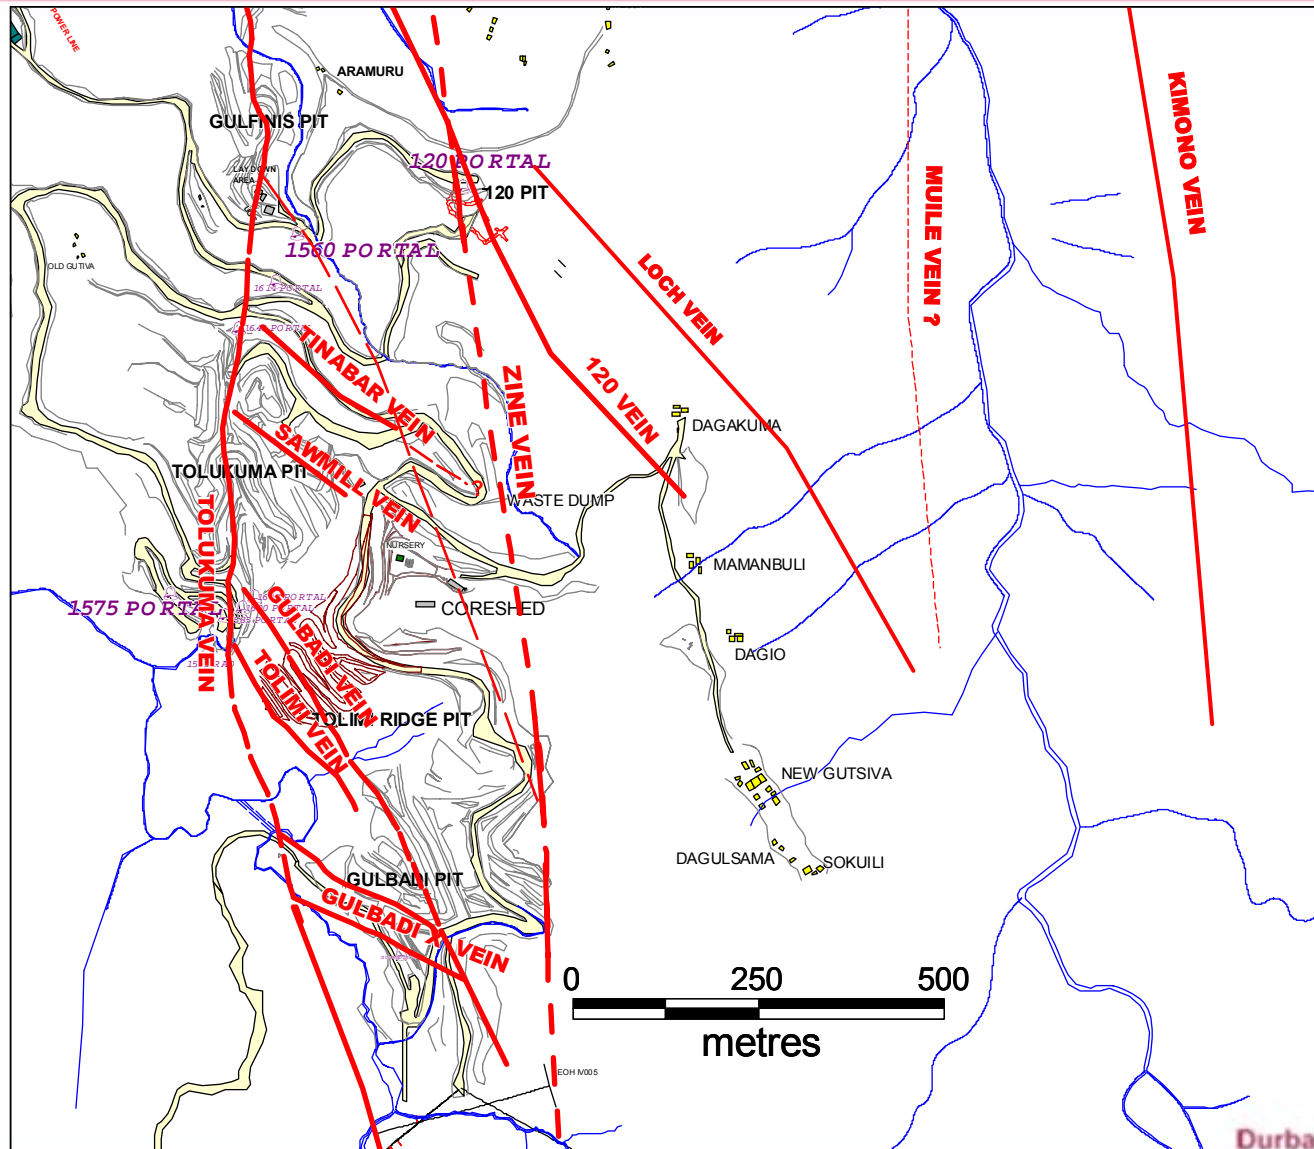 POWER LINE
ARAMURU
GULFINIS PIT
KIMONO VEIN
120 PORTAL
LAY DOWN
AREA
120 PIT
MUILE VEIN ?
1560 PORTAL
OLD GUTIVA
LOCH VEIN
TINABAR VEIN
ZINE VEIN
120 VEIN
DAGAKUMA
SAWMILL VEIN
TOLUKUMA PIT
?
WASTE DUMP
TOLUKUMA VEIN
NURSERY
MAMANBULI
1575 PORTAL
CORESHED
GULBADI VEIN
DAGIO
TOLIMI VEIN
TOLIMI RIDGE PIT
NEW GUTSIVA
DAGULSAMA
SOKUILI
GULBADI PIT
GULBADI X VEIN
0 250 500
metres
Durba